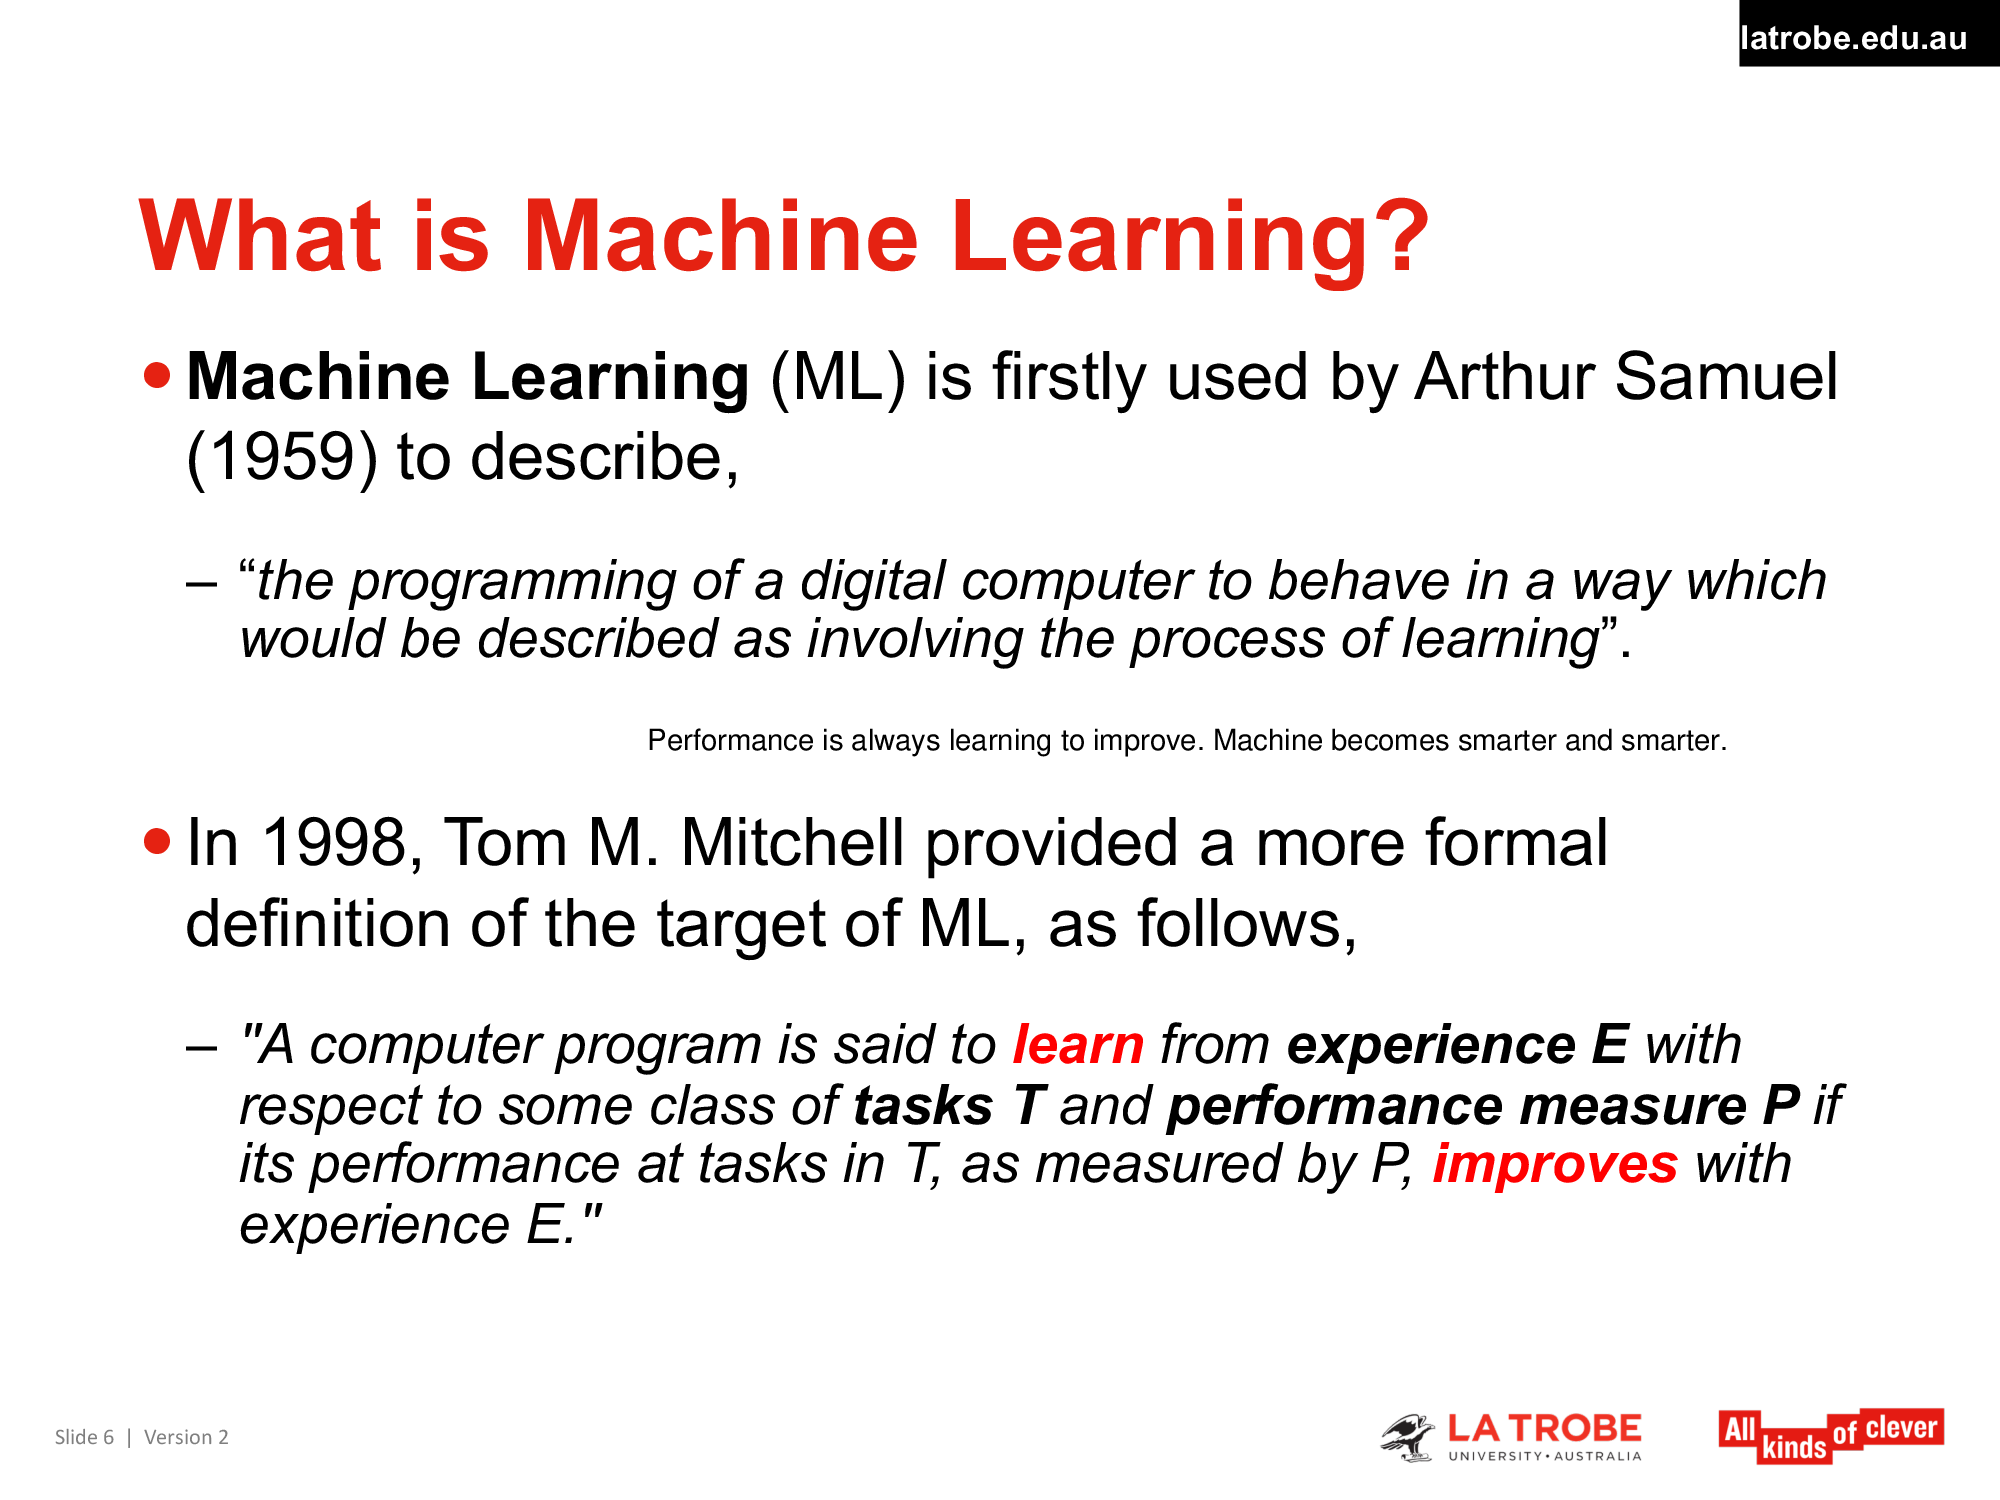 latrobe.edu.au
What is Machine Learning?
• Machine Learning (ML) is firstly used by Arthur Samuel
(1959) to describe,
– “the programming of a digital computer to behave in a way which
would be described as involving the process of learning”.
Performance is always learning to improve. Machine becomes smarter and smarter.
• In 1998, Tom M. Mitchell provided a more formal
definition of the target of ML, as follows,
– "A computer program is said to learn from experience E with
respect to some class of tasks T and performance measure P if
its performance at tasks in T, as measured by P, improves with
experience E."
Slide 6 | Version 2
LA TROBE
UNIVERSITY • AUSTRALIA
All kinds of clever